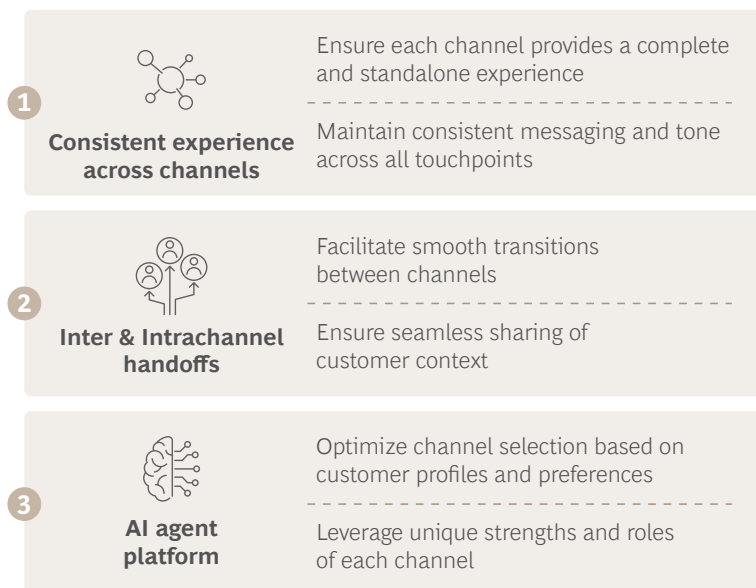 1
Consistent experience
across channels
Ensure each channel provides a complete
and standalone experience
Maintain consistent messaging and tone
across all touchpoints
2
Inter & Intrachannel
handoffs
Facilitate smooth transitions
between channels
Ensure seamless sharing of
customer context
3
AI agent
platform
Optimize channel selection based on
customer profiles and preferences
Leverage unique strengths and roles
of each channel